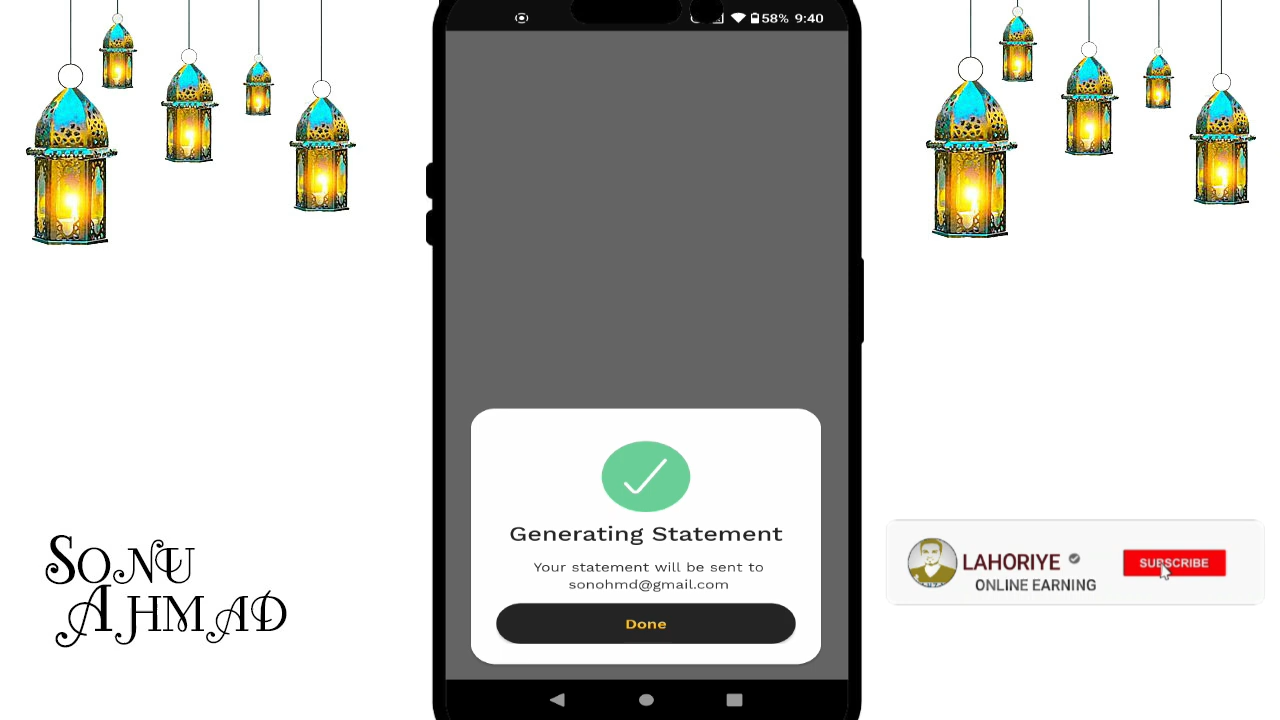 58% 9:40
Generating Statement
Your statement will be sent to
sonohmd@gmail.com
Done
SONU
AHMAD
LAHORIYE
ONLINE EARNING
SUBSCRIBE